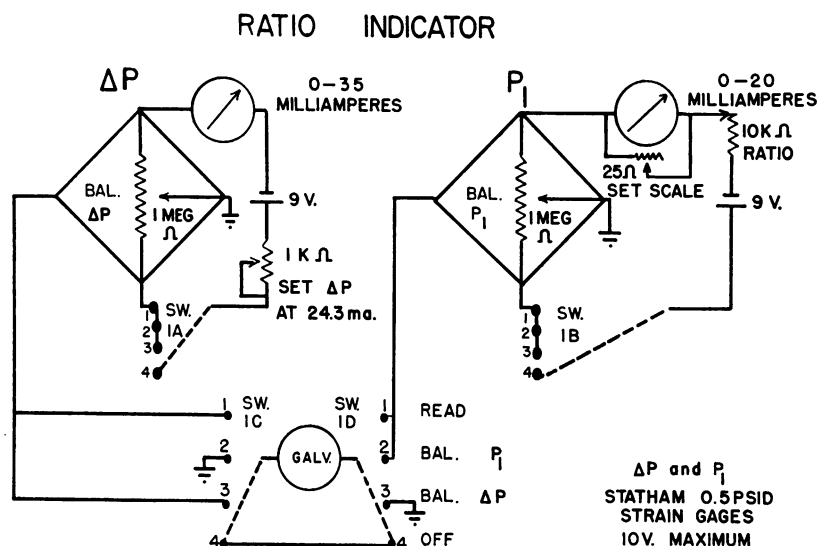 RATIO INDICATOR
ΔP
0-35
MILLIAMPERES
BAL.
ΔP
1 MEG
Ω
9 V.
1 K Ω
SET ΔP
AT 24.3 ma.
1
2
3
4
SW.
1A
P1
0-20
MILLIAMPERES
10K Ω
RATIO
25Ω
SET SCALE
BAL.
P1
1 MEG
Ω
9 V.
1
2
3
4
SW.
1B
1
SW.
1C
2
3
4
GALV.
SW.
1D
1 READ
2 BAL. P1
3 BAL. ΔP
4 OFF
ΔP and P1
STATHAM 0.5 PSID
STRAIN GAGES
10V. MAXIMUM